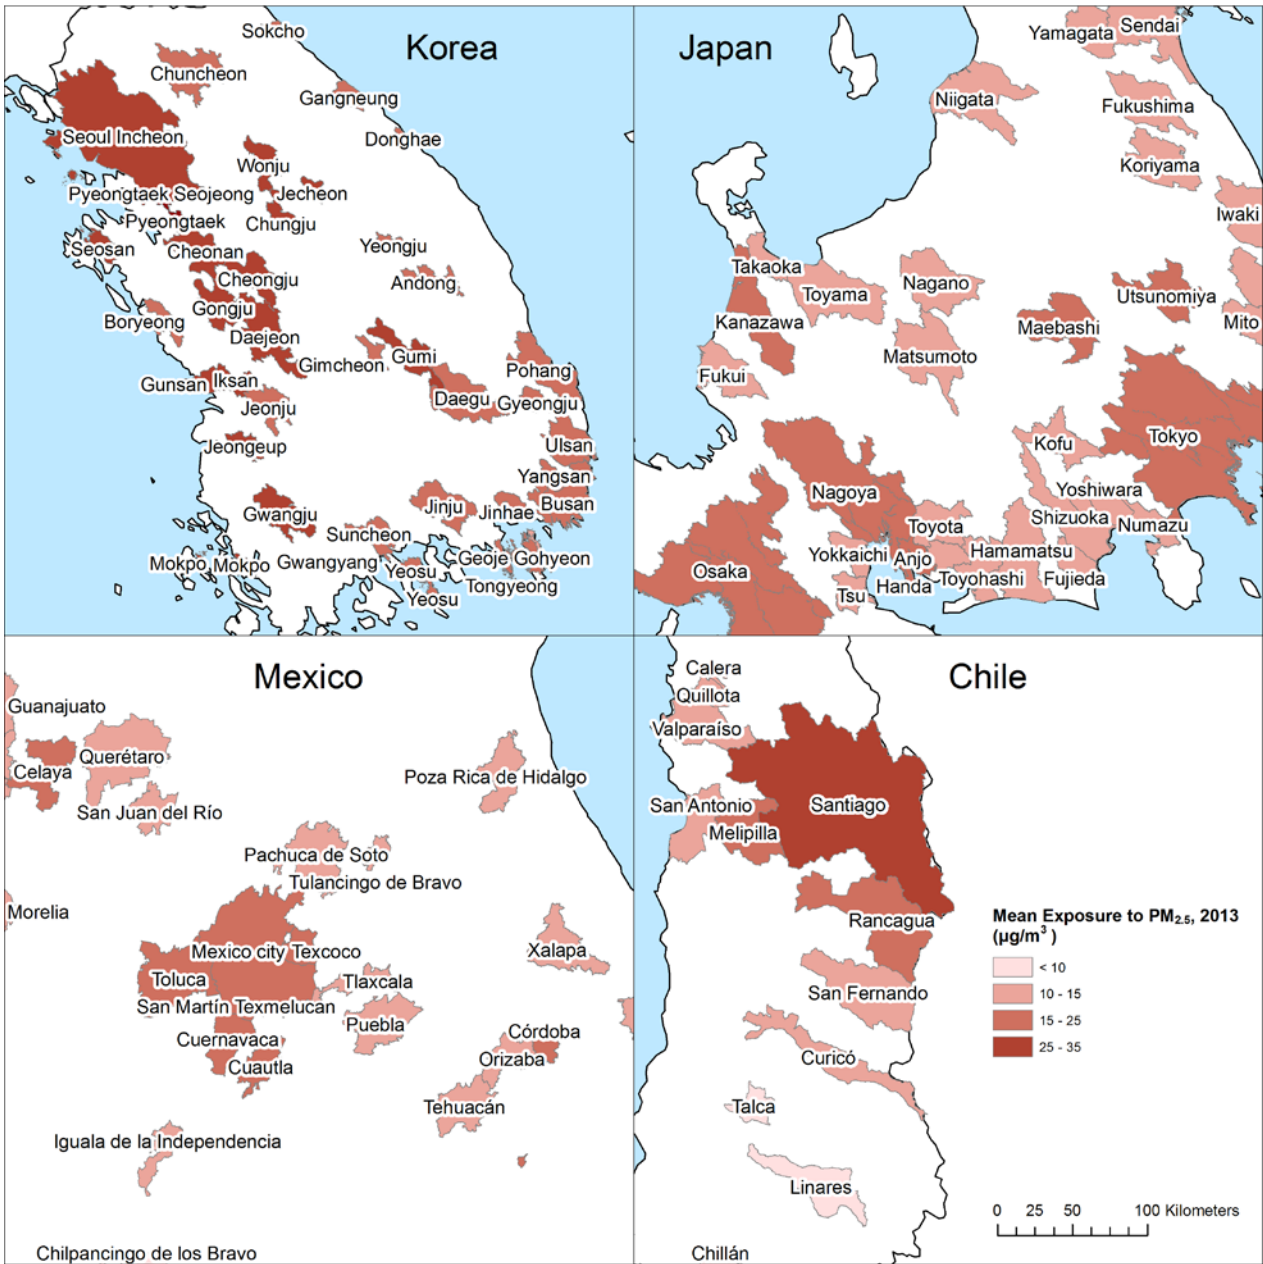 Korea
Sokcho
Chuncheon
Gangneung
Seoul Incheon
Donghae
Wonju
Pyeongtaek Seojeong
Jecheon
Pyeongtaek
Chungju
Seosan
Cheonan
Yeongju
Cheongju
Andong
Gongju
Boryeong
Daejeon
Gimcheon
Gumi
Pohang
Gunsan
Iksan
Jeonju
Daegu
Gyeongju
Jeongeup
Ulsan
Yangsan
Gwangju
Jinju
Jinhae
Busan
Suncheon
Mokpo
Mokpo
Gwangyang
Yeosu
Geoje
Gohyeon
Tongyeong
Yeosu
Japan
Yamagata
Sendai
Niigata
Fukushima
Koriyama
Iwaki
Takaoka
Toyama
Nagano
Utsunomiya
Kanazawa
Maebashi
Mito
Fukui
Matsumoto
Kofu
Tokyo
Nagoya
Yoshiwara
Toyota
Shizuoka
Numazu
Yokkaichi
Anjo
Hamamatsu
Osaka
Tsu
Handa
Toyohashi
Fujieda
Mexico
Guanajuato
Querétaro
Celaya
Poza Rica de Hidalgo
San Juan del Río
Pachuca de Soto
Tulancingo de Bravo
Morelia
Mexico city
Texcoco
Xalapa
Toluca
Tlaxcala
San Martín Texmelucan
Puebla
Cuernavaca
Córdoba
Orizaba
Cuautla
Tehuacán
Iguala de la Independencia
Chilpancingo de los Bravo
Chile
Calera
Quillota
Valparaíso
San Antonio
Santiago
Melipilla
Rancagua
San Fernando
Curicó
Talca
Linares
Chillán
Mean Exposure to PM2.5, 2013
(µg/m³ )
< 10
10 - 15
15 - 25
25 - 35
0 25 50 100 Kilometers